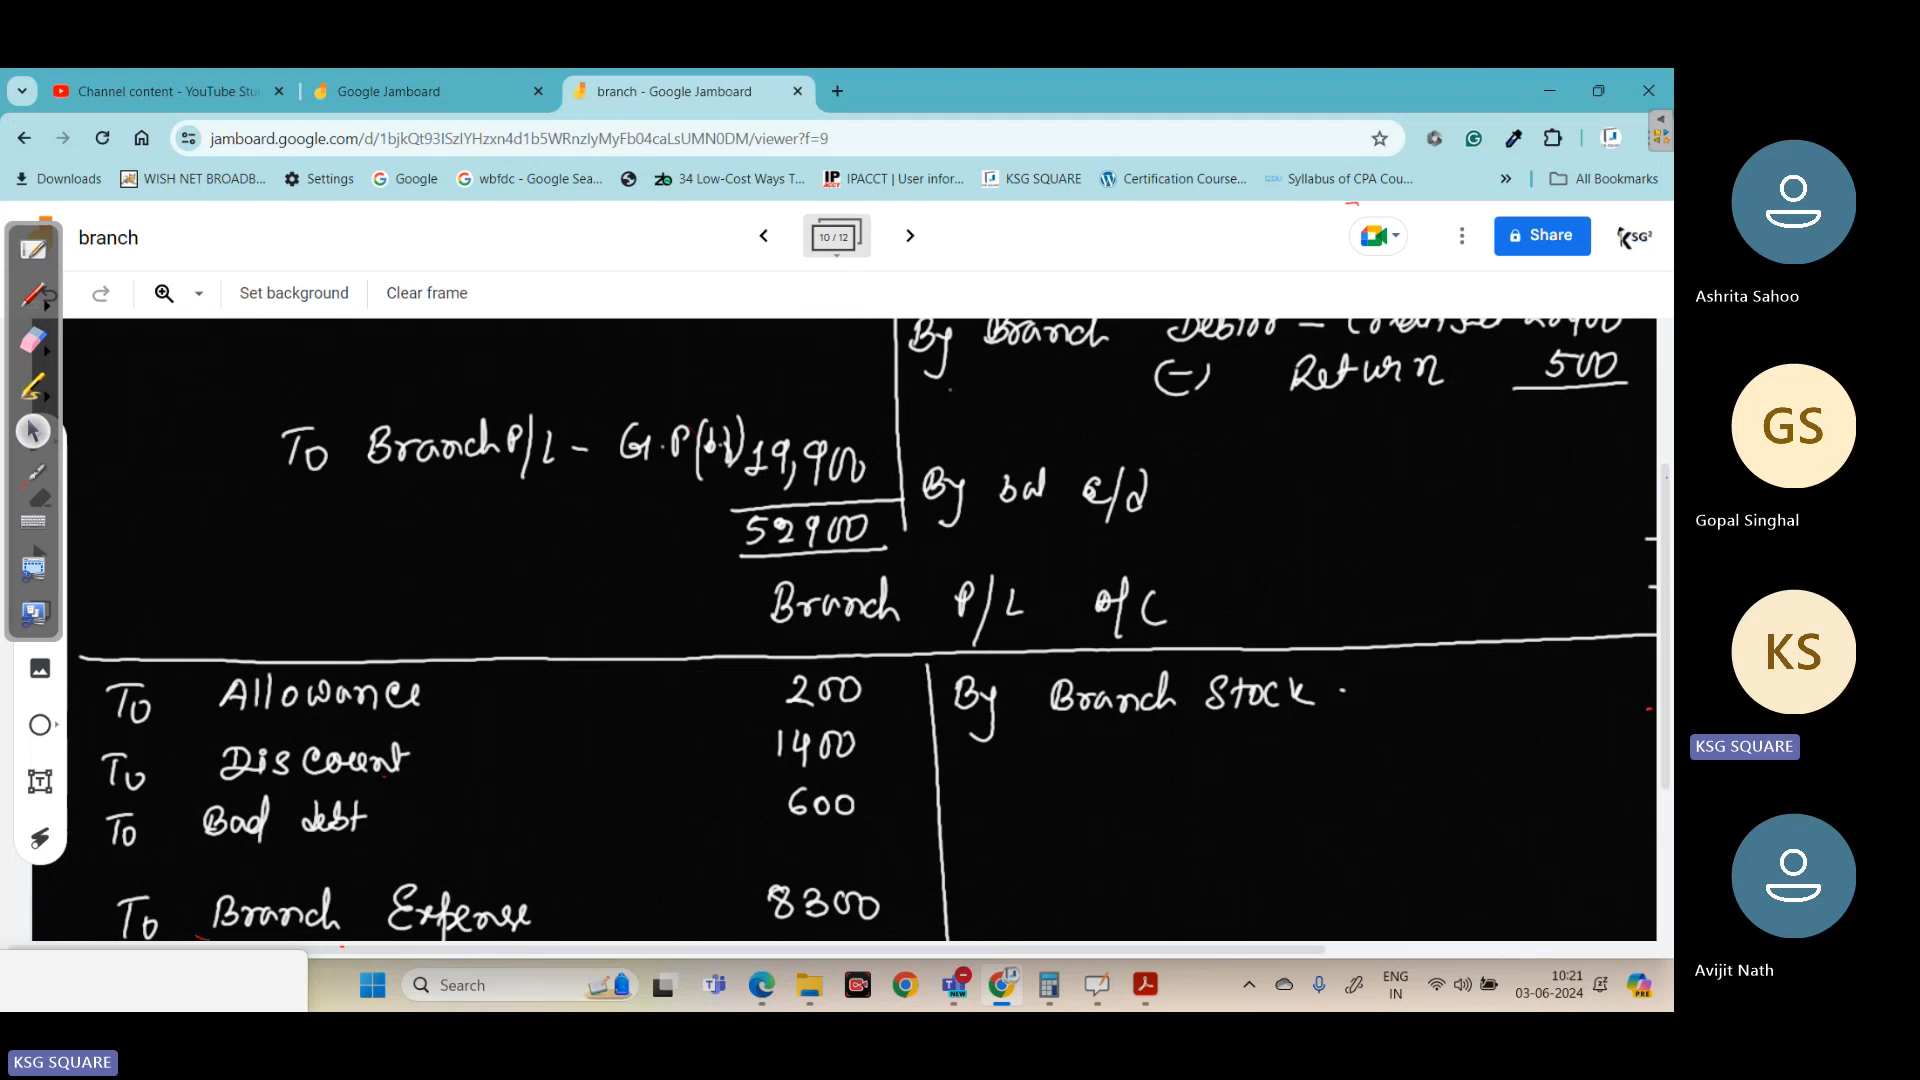 Channel content - YouTube Stu
Google Jamboard
branch - Google Jamboard
jamboard.google.com/d/1bjkQt93ISzIYHzxn4d1b5WRnzIyMyFb04caLsUMN0DM/viewer?f=9
Downloads
WISH NET BROADB...
Settings
Google
wbfdc - Google Sea...
34 Low-Cost Ways T...
IPACCT | User infor...
KSG SQUARE
Certification Course...
Syllabus of CPA Cou...
»
All Bookmarks
branch
10 / 12
Share
KSG²
Set background
Clear frame
By Branch Debtor -
(-) Return 500
To Branch P/L - G.P 19,900
By bal c/d
52900
Branch P/L a/c
To Allowance 200
By Branch Stock
To Discount 1400
To Bad debt 600
To Branch Expense 8300
Ashrita Sahoo
GS
Gopal Singhal
KS
KSG SQUARE
Avijit Nath
Search
NEW
ENG
IN
10:21
03-06-2024
PRE
KSG SQUARE